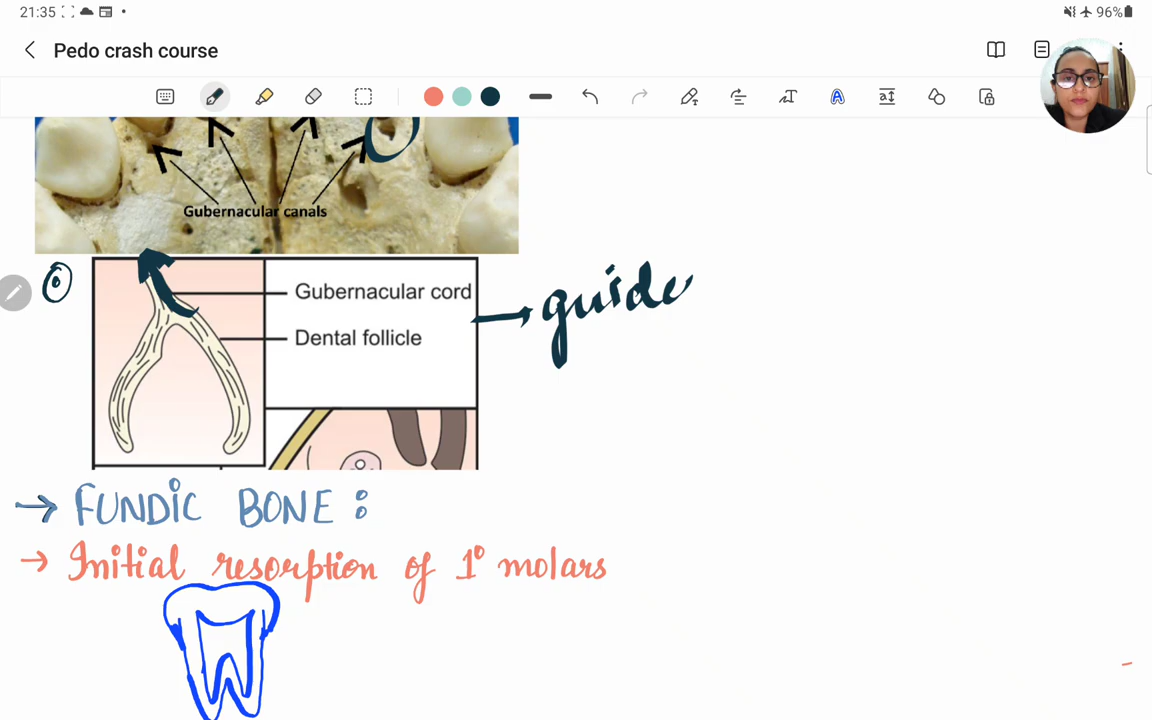 21:35
96%
Pedo crash course
Gubernacular canals
Gubernacular cord
→ guide
Dental follicle
→ FUNDIC BONE :
→ Initial resorption of 1° molars